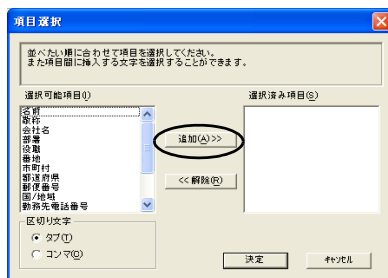 項目選択
並べたい順に合わせて項目を選択してください。
また項目間に挿入する文字を選択することができます。
選択可能項目(I)
選択済み項目(S)
名前
敬称
会社名
部署
役職
番地
市町村
都道府県
郵便番号
国/地域
勤務先電話番号
追加(A)>>
<<解除(R)
区切り文字
タブ(T)
コンマ(O)
決定
キャンセル